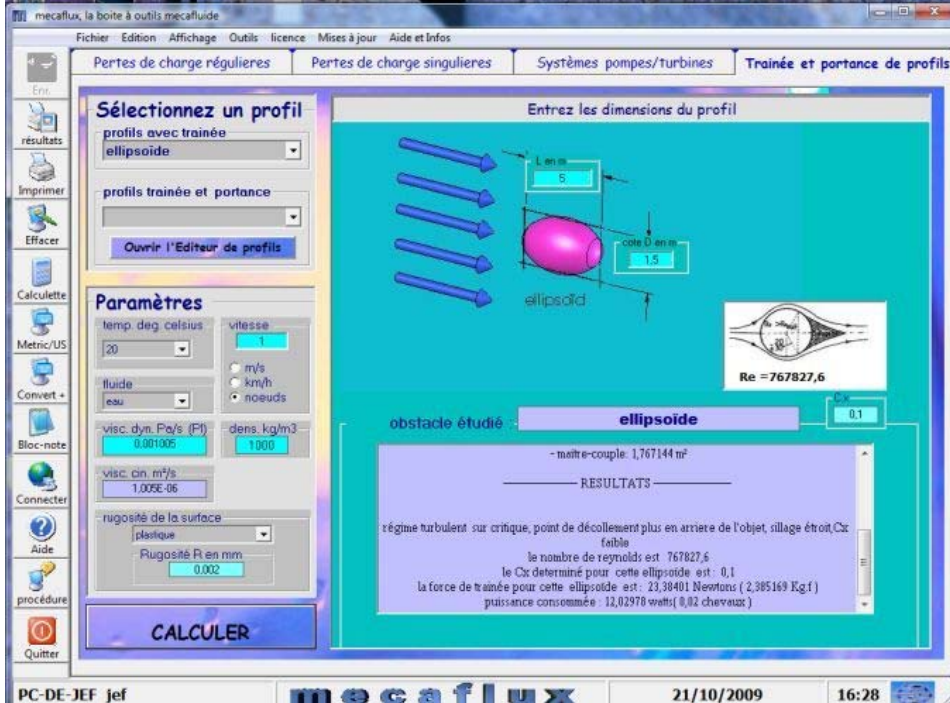 mecaflux, la boite à outils mecafluide
Fichier Edition Affichage Outils licence Mises à jour Aide et Infos
Pertes de charge régulieres
Pertes de charge singulieres
Systèmes pompes/turbines
Trainée et portance de profils
Enr.
résultats
Imprimer
Effacer
Calculette
Metric/US
Convert +
Bloc-note
Connecter
Aide
procédure
Quitter
Sélectionnez un profil
profils avec trainée
ellipsoïde
profils trainée et portance
Ouvrir l'Editeur de profils
Paramètres
temp. deg. celsius
20
vitesse
1
m/s
km/h
noeuds
fluide
eau
visc. dyn. Pa/s (Pl)
0,001005
dens. kg/m3
1000
visc. cin. m²/s
1,005E-06
rugosité de la surface
plastique
Rugosité R en mm
0,002
CALCULER
Entrez les dimensions du profil
L en m
5
cote D en m
1,5
ellipsoïd
Re =767827,6
Cx
0,1
obstacle étudié :
ellipsoïde
- maitre-couple: 1,767144 m²
RESULTATS
régime turbulent sur critique, point de décollement plus en arriere de l'objet, sillage étroit,Cx
faible
le nombre de reynolds est 767827,6
le Cx determiné pour cette ellipsoïde est : 0,1
la force de trainée pour cette ellipsoïde est : 23,38401 Newtons ( 2,385169 Kg.f )
puissance consommée : 12,02978 watts( 0,02 chevaux )
PC-DE-JEF jef
mecaflux
21/10/2009
16:28